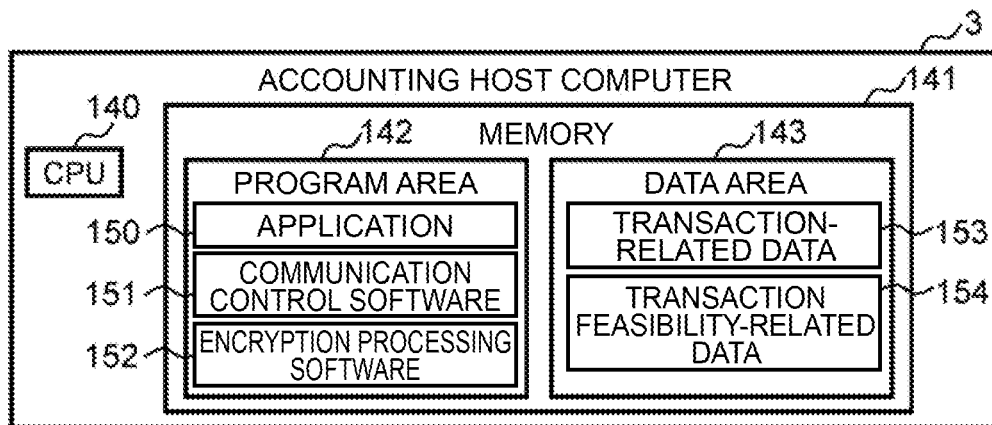 3
ACCOUNTING HOST COMPUTER
141
140
CPU
MEMORY
142
143
PROGRAM AREA
DATA AREA
150
APPLICATION
TRANSACTION-
RELATED DATA
153
151
COMMUNICATION
CONTROL SOFTWARE
TRANSACTION
FEASIBILITY-RELATED
DATA
154
152
ENCRYPTION PROCESSING
SOFTWARE